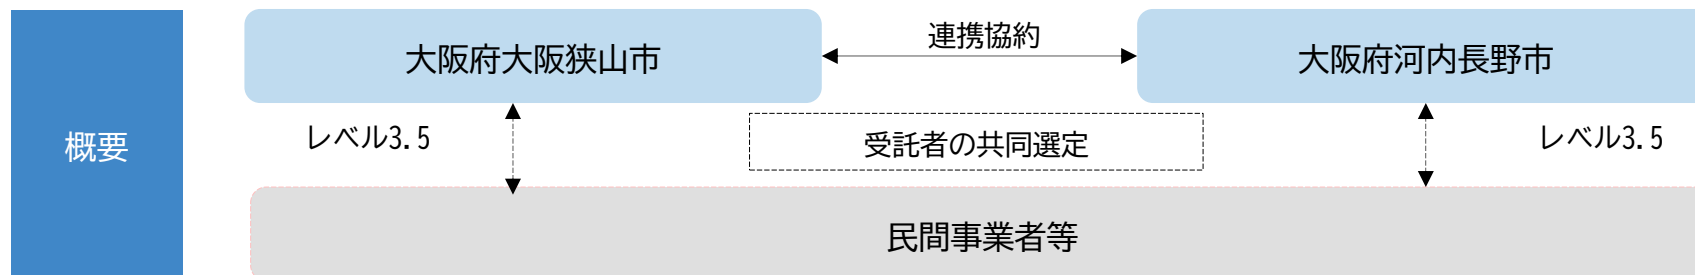 概要
大阪府大阪狭山市
連携協約
大阪府河内長野市
レベル3.5
受託者の共同選定
レベル3.5
民間事業者等